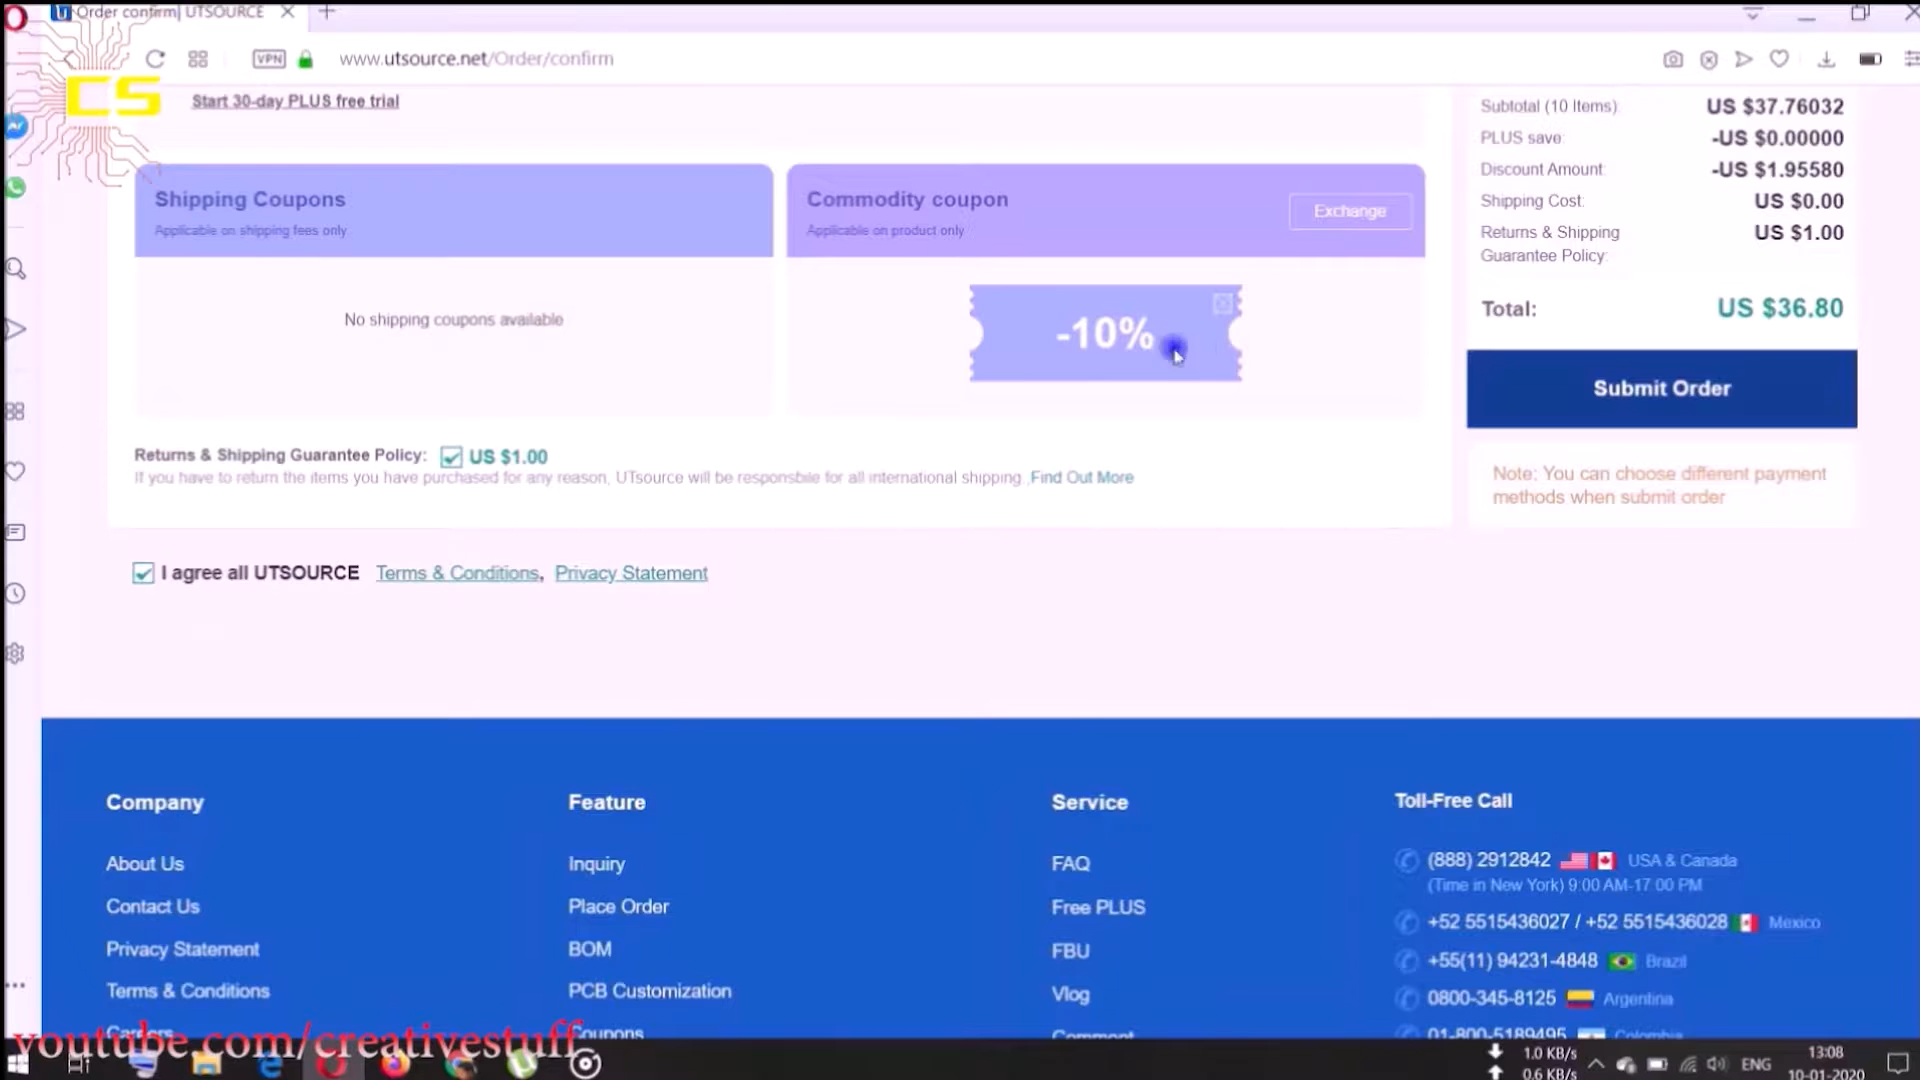 Order confirm| UTSOURCE
VPN
www.utsource.net/Order/confirm
CS
Start 30-day PLUS free trial
Subtotal (10 Items):
US $37.76032
PLUS save:
-US $0.00000
Discount Amount:
-US $1.95580
Shipping Cost:
US $0.00
Returns & Shipping
Guarantee Policy:
US $1.00
Total:
US $36.80
Submit Order
Note: You can choose different payment
methods when submit order
Shipping Coupons
Applicable on shipping fees only
No shipping coupons available
Commodity coupon
Applicable on product only
Exchange
-10%
Returns & Shipping Guarantee Policy:
US $1.00
If you have to return the items you have purchased for any reason, UTsource will be responsbile for all international shipping. Find Out More
I agree all UTSOURCE Terms & Conditions, Privacy Statement
Company
About Us
Contact Us
Privacy Statement
Terms & Conditions
Careers
Feature
Inquiry
Place Order
BOM
PCB Customization
Coupons
Service
FAQ
Free PLUS
FBU
Vlog
Comment
Toll-Free Call
(888) 2912842 USA & Canada
(Time in New York) 9:00 AM-17:00 PM
+52 5515436027 / +52 5515436028 Mexico
+55(11) 94231-4848 Brazil
0800-345-8125 Argentina
01-800-5189495 Colombia
youtube.com/creativestuff
1.0 KB/s
0.6 KB/s
ENG
13:08
10-01-2020